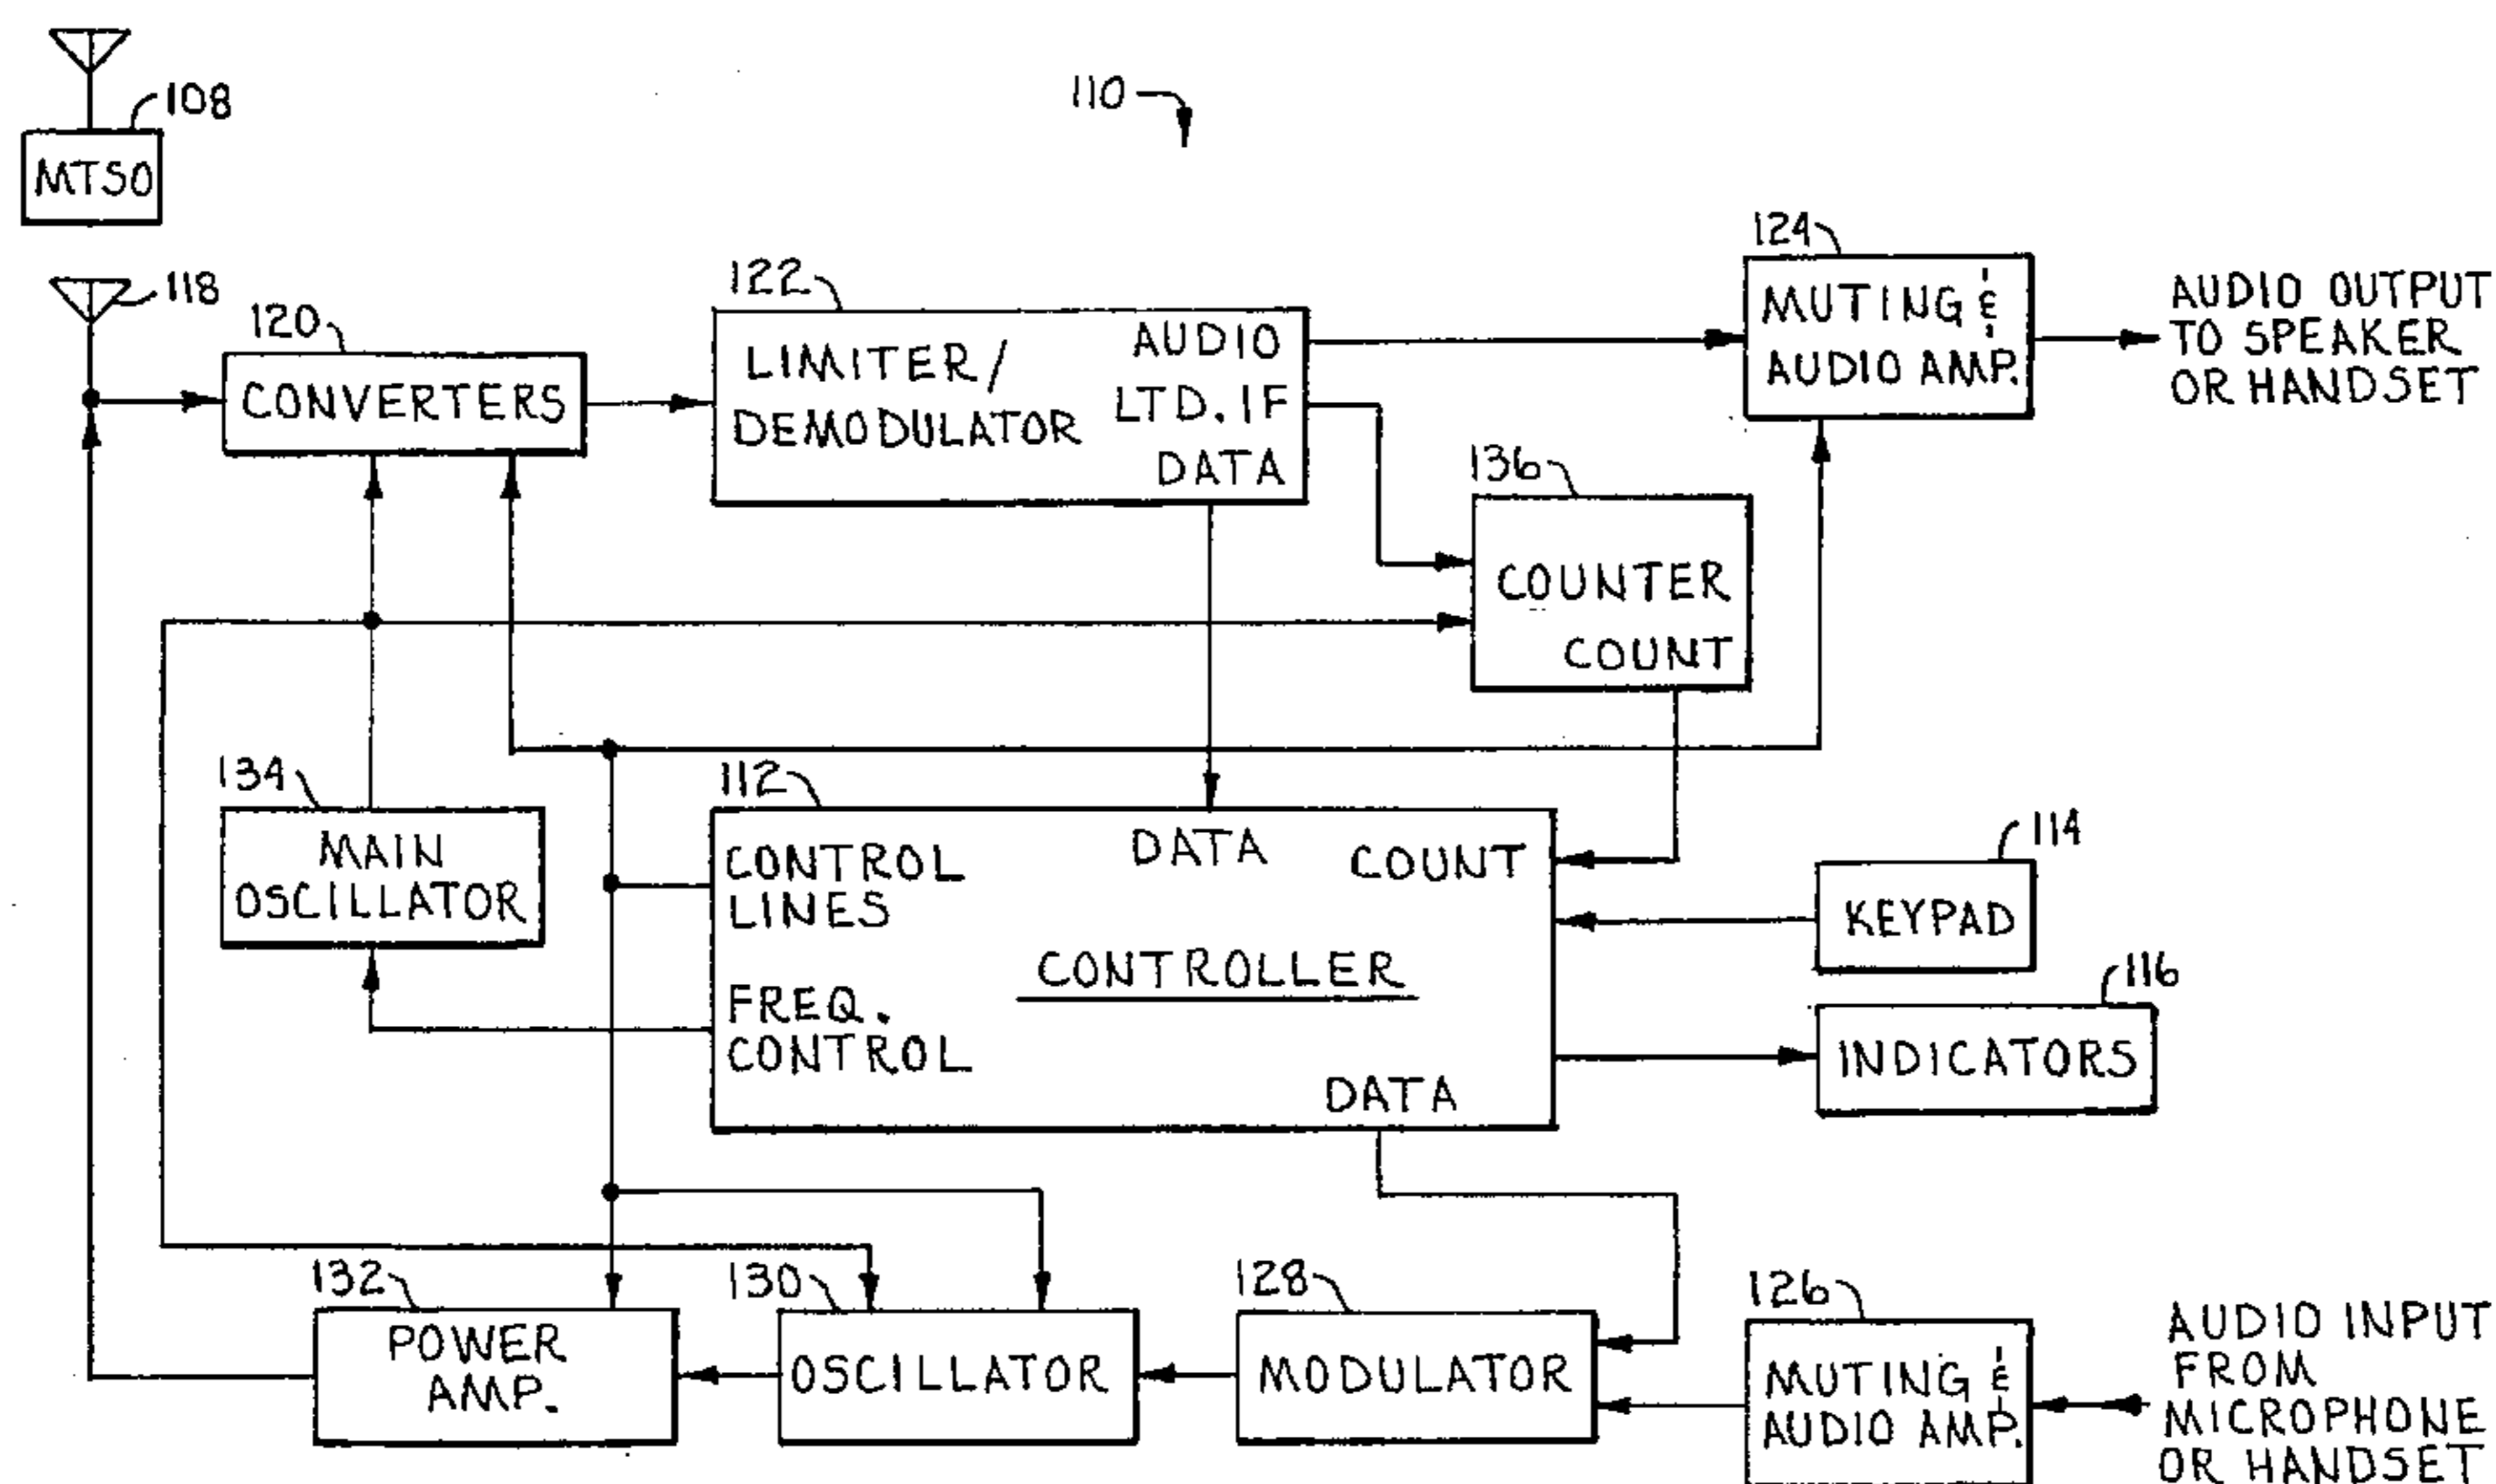 108
MTSO
110
118
120
CONVERTERS
122
LIMITER/
DEMODULATOR
AUDIO
LTD. IF
DATA
124
MUTING &
AUDIO AMP.
AUDIO OUTPUT
TO SPEAKER
OR HANDSET
136
COUNTER
COUNT
134
MAIN
OSCILLATOR
112
CONTROL
LINES
DATA
COUNT
CONTROLLER
FREQ.
CONTROL
DATA
114
KEYPAD
116
INDICATORS
132
POWER
AMP.
130
OSCILLATOR
128
MODULATOR
126
MUTING &
AUDIO AMP.
AUDIO INPUT
FROM
MICROPHONE
OR HANDSET